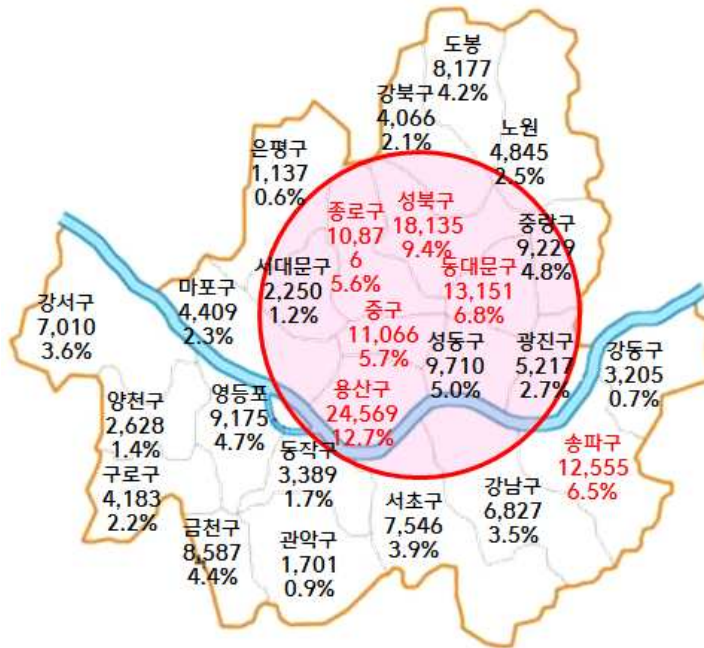 도봉
8,177
4.2%
강북구
4,066
2.1%
노원
4,845
2.5%
은평구
1,137
0.6%
종로구
10,87
6
5.6%
성북구
18,135
9.4%
중랑구
9,229
4.8%
서대문구
2,250
1.2%
동대문구
13,151
6.8%
마포구
4,409
2.3%
강서구
7,010
3.6%
중구
11,066
5.7%
성동구
9,710
5.0%
광진구
5,217
2.7%
강동구
3,205
0.7%
양천구
2,628
1.4%
영등포
9,175
4.7%
용산구
24,569
12.7%
송파구
12,555
6.5%
구로구
4,183
2.2%
동작구
3,389
1.7%
강남구
6,827
3.5%
서초구
7,546
3.9%
금천구
8,587
4.4%
관악구
1,701
0.9%